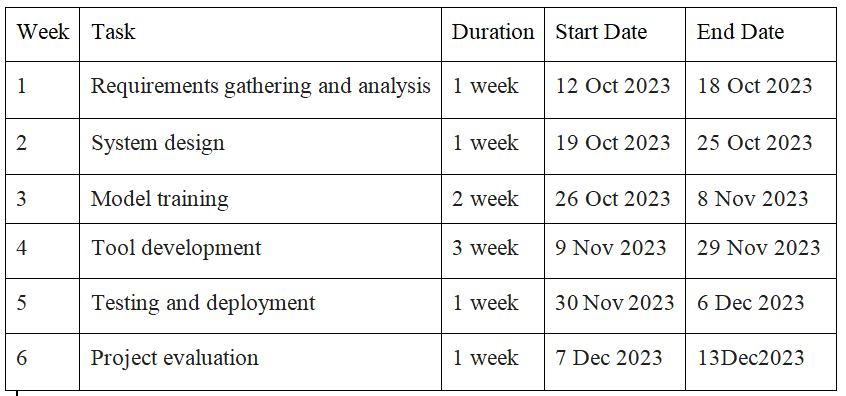 Week Task Duration Start Date End Date
1 Requirements gathering and analysis 1 week 12 Oct 2023 18 Oct 2023
2 System design 1 week 19 Oct 2023 25 Oct 2023
3 Model training 2 week 26 Oct 2023 8 Nov 2023
4 Tool development 3 week 9 Nov 2023 29 Nov 2023
5 Testing and deployment 1 week 30 Nov 2023 6 Dec 2023
6 Project evaluation 1 week 7 Dec 2023 13Dec2023